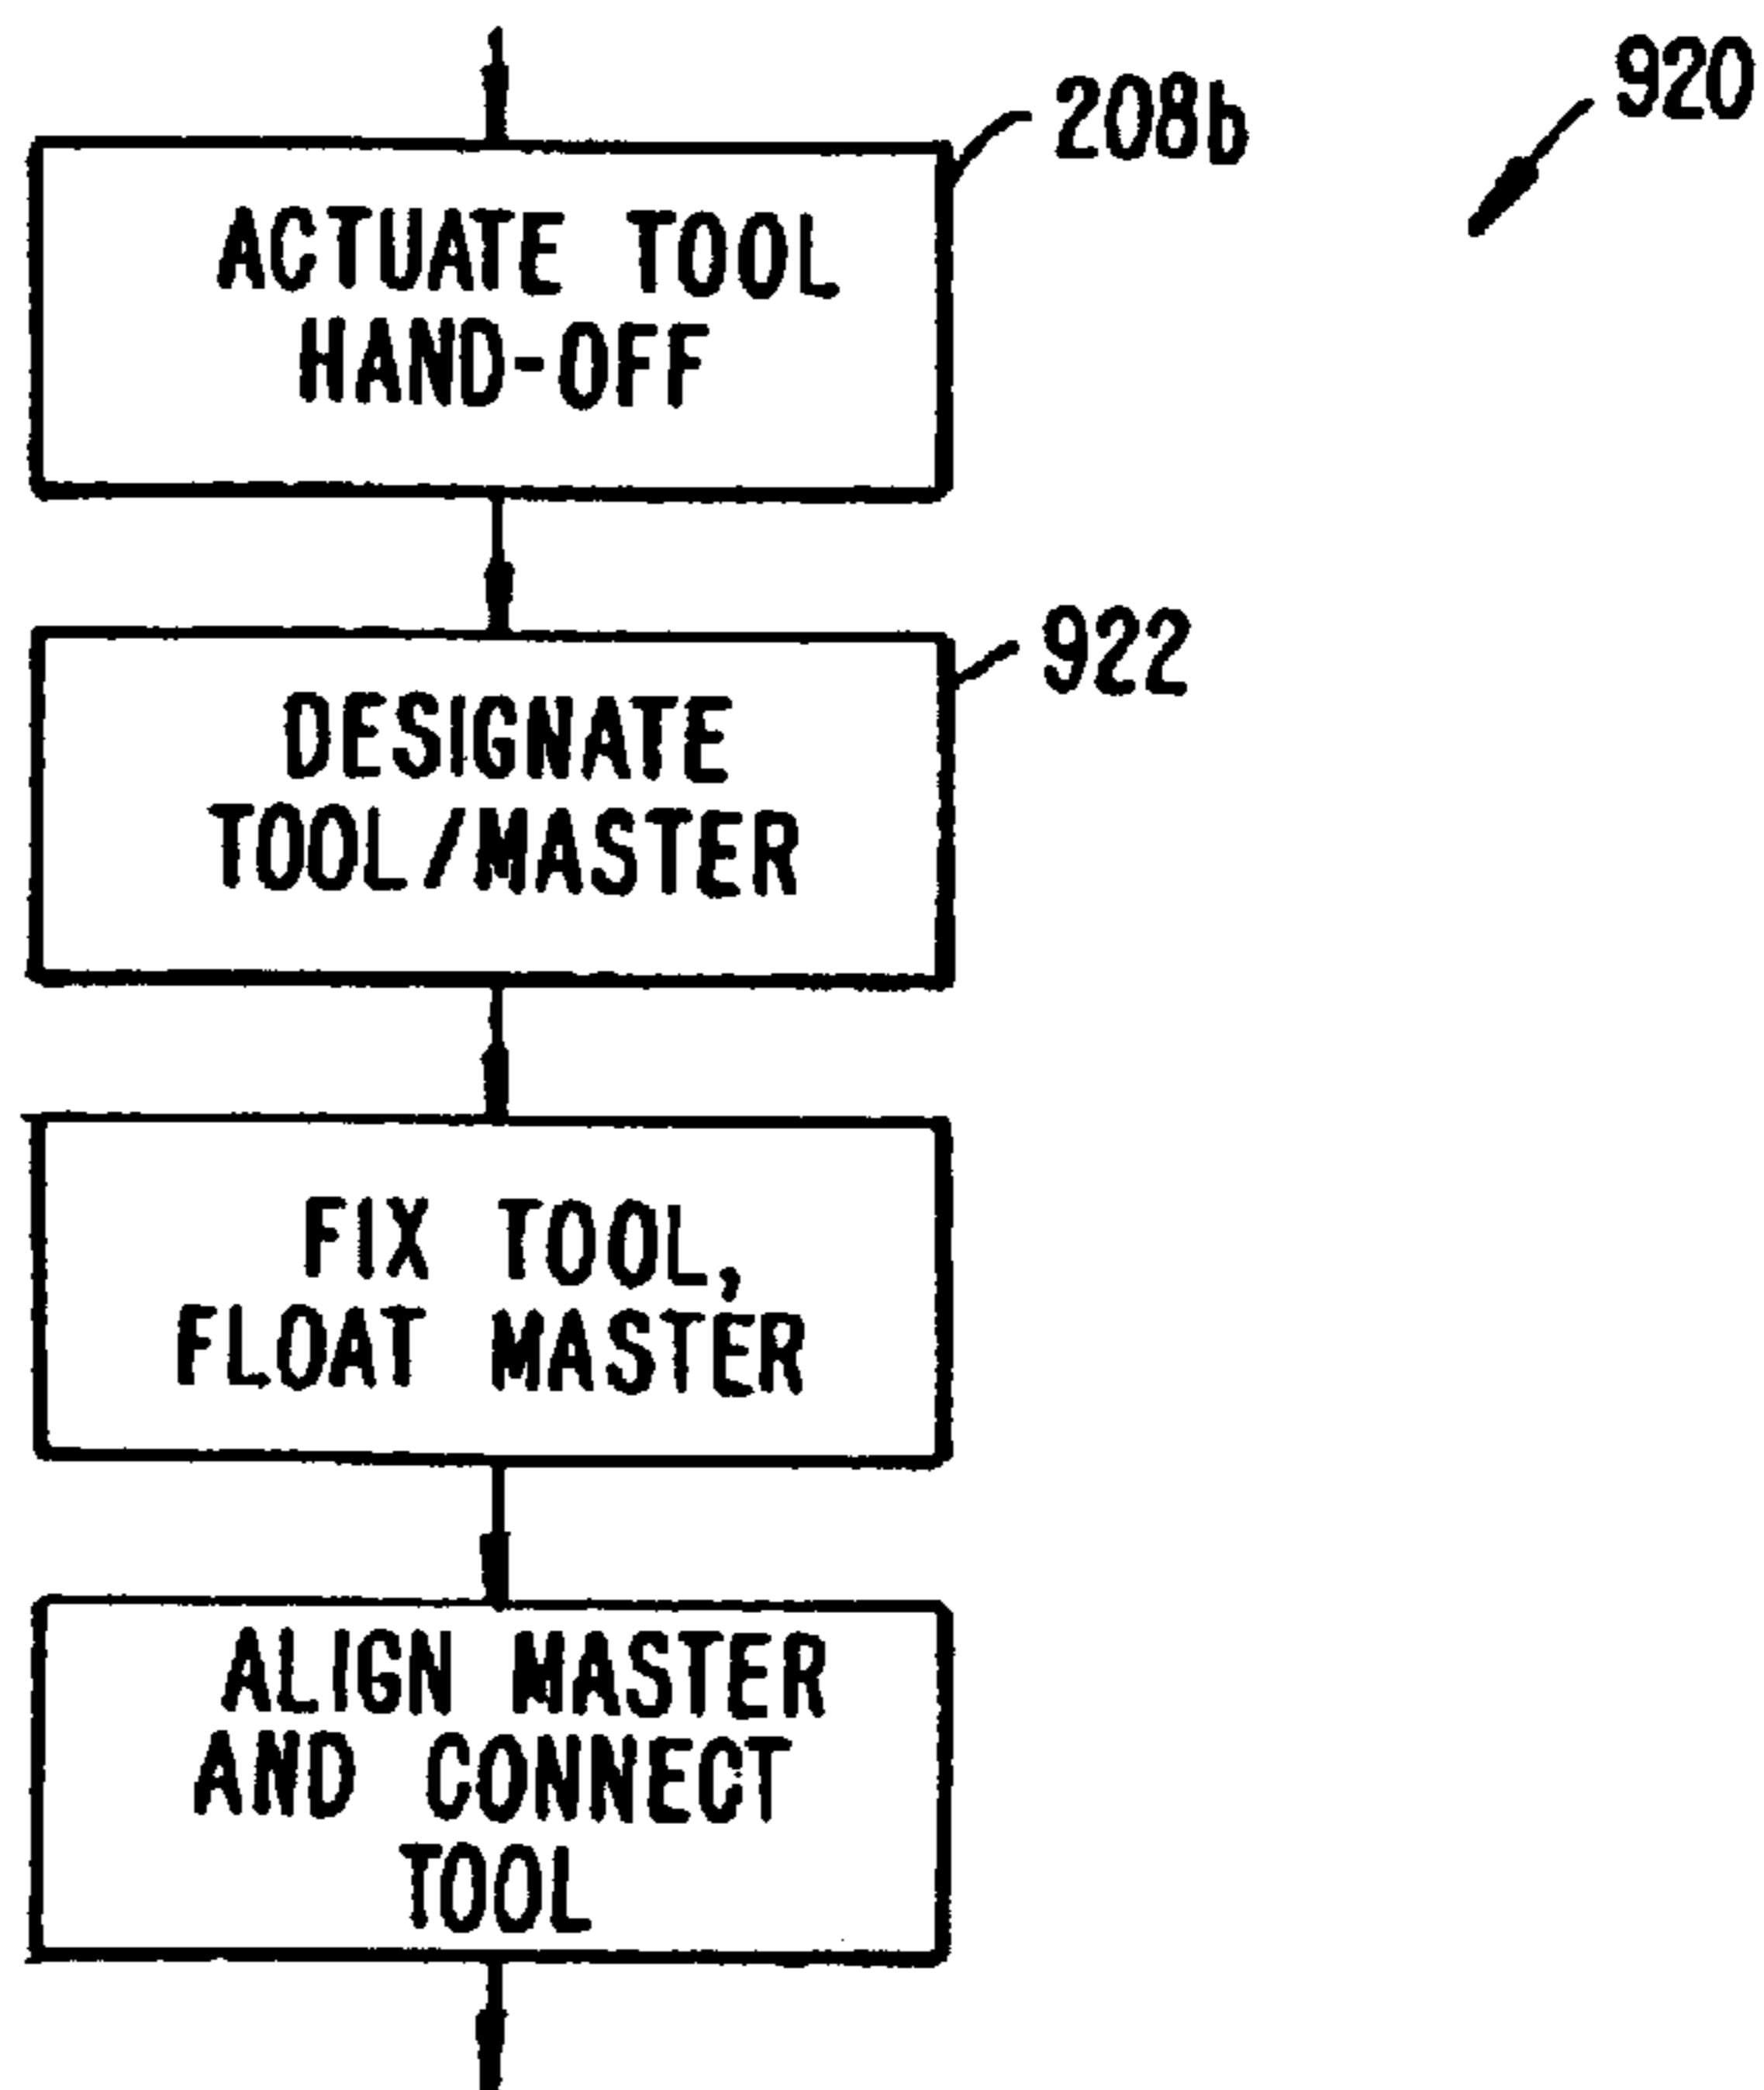 920
208b
ACTUATE TOOL
HAND-OFF
922
DESIGNATE
TOOL/MASTER
FIX TOOL,
FLOAT MASTER
ALIGN MASTER
AND CONNECT
TOOL